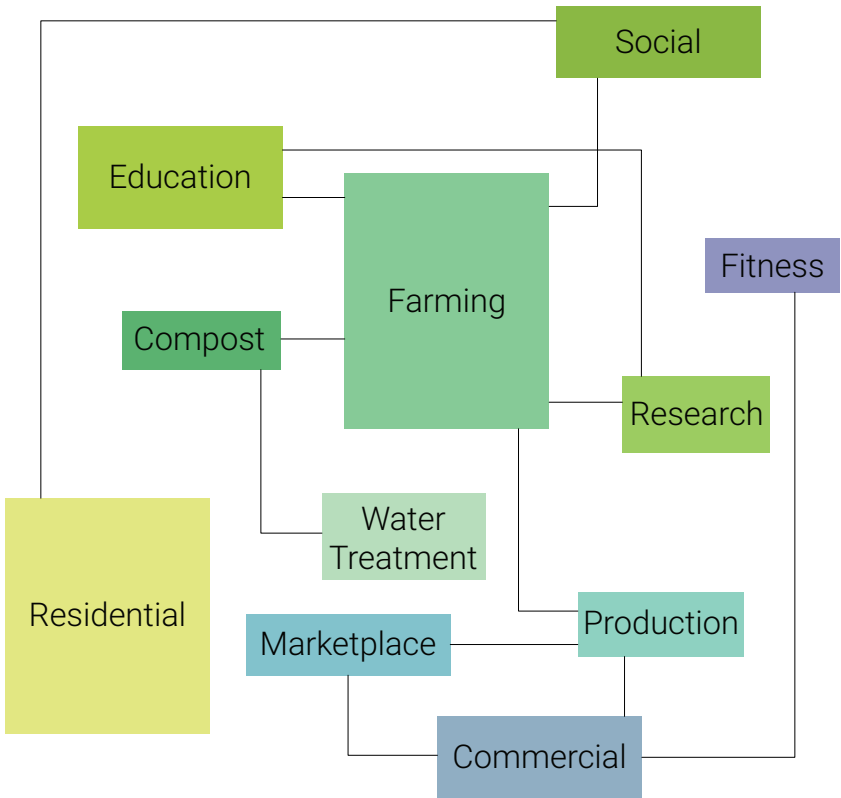 Social
Education
Fitness
Farming
Compost
Research
Water
Treatment
Residential
Production
Marketplace
Commercial